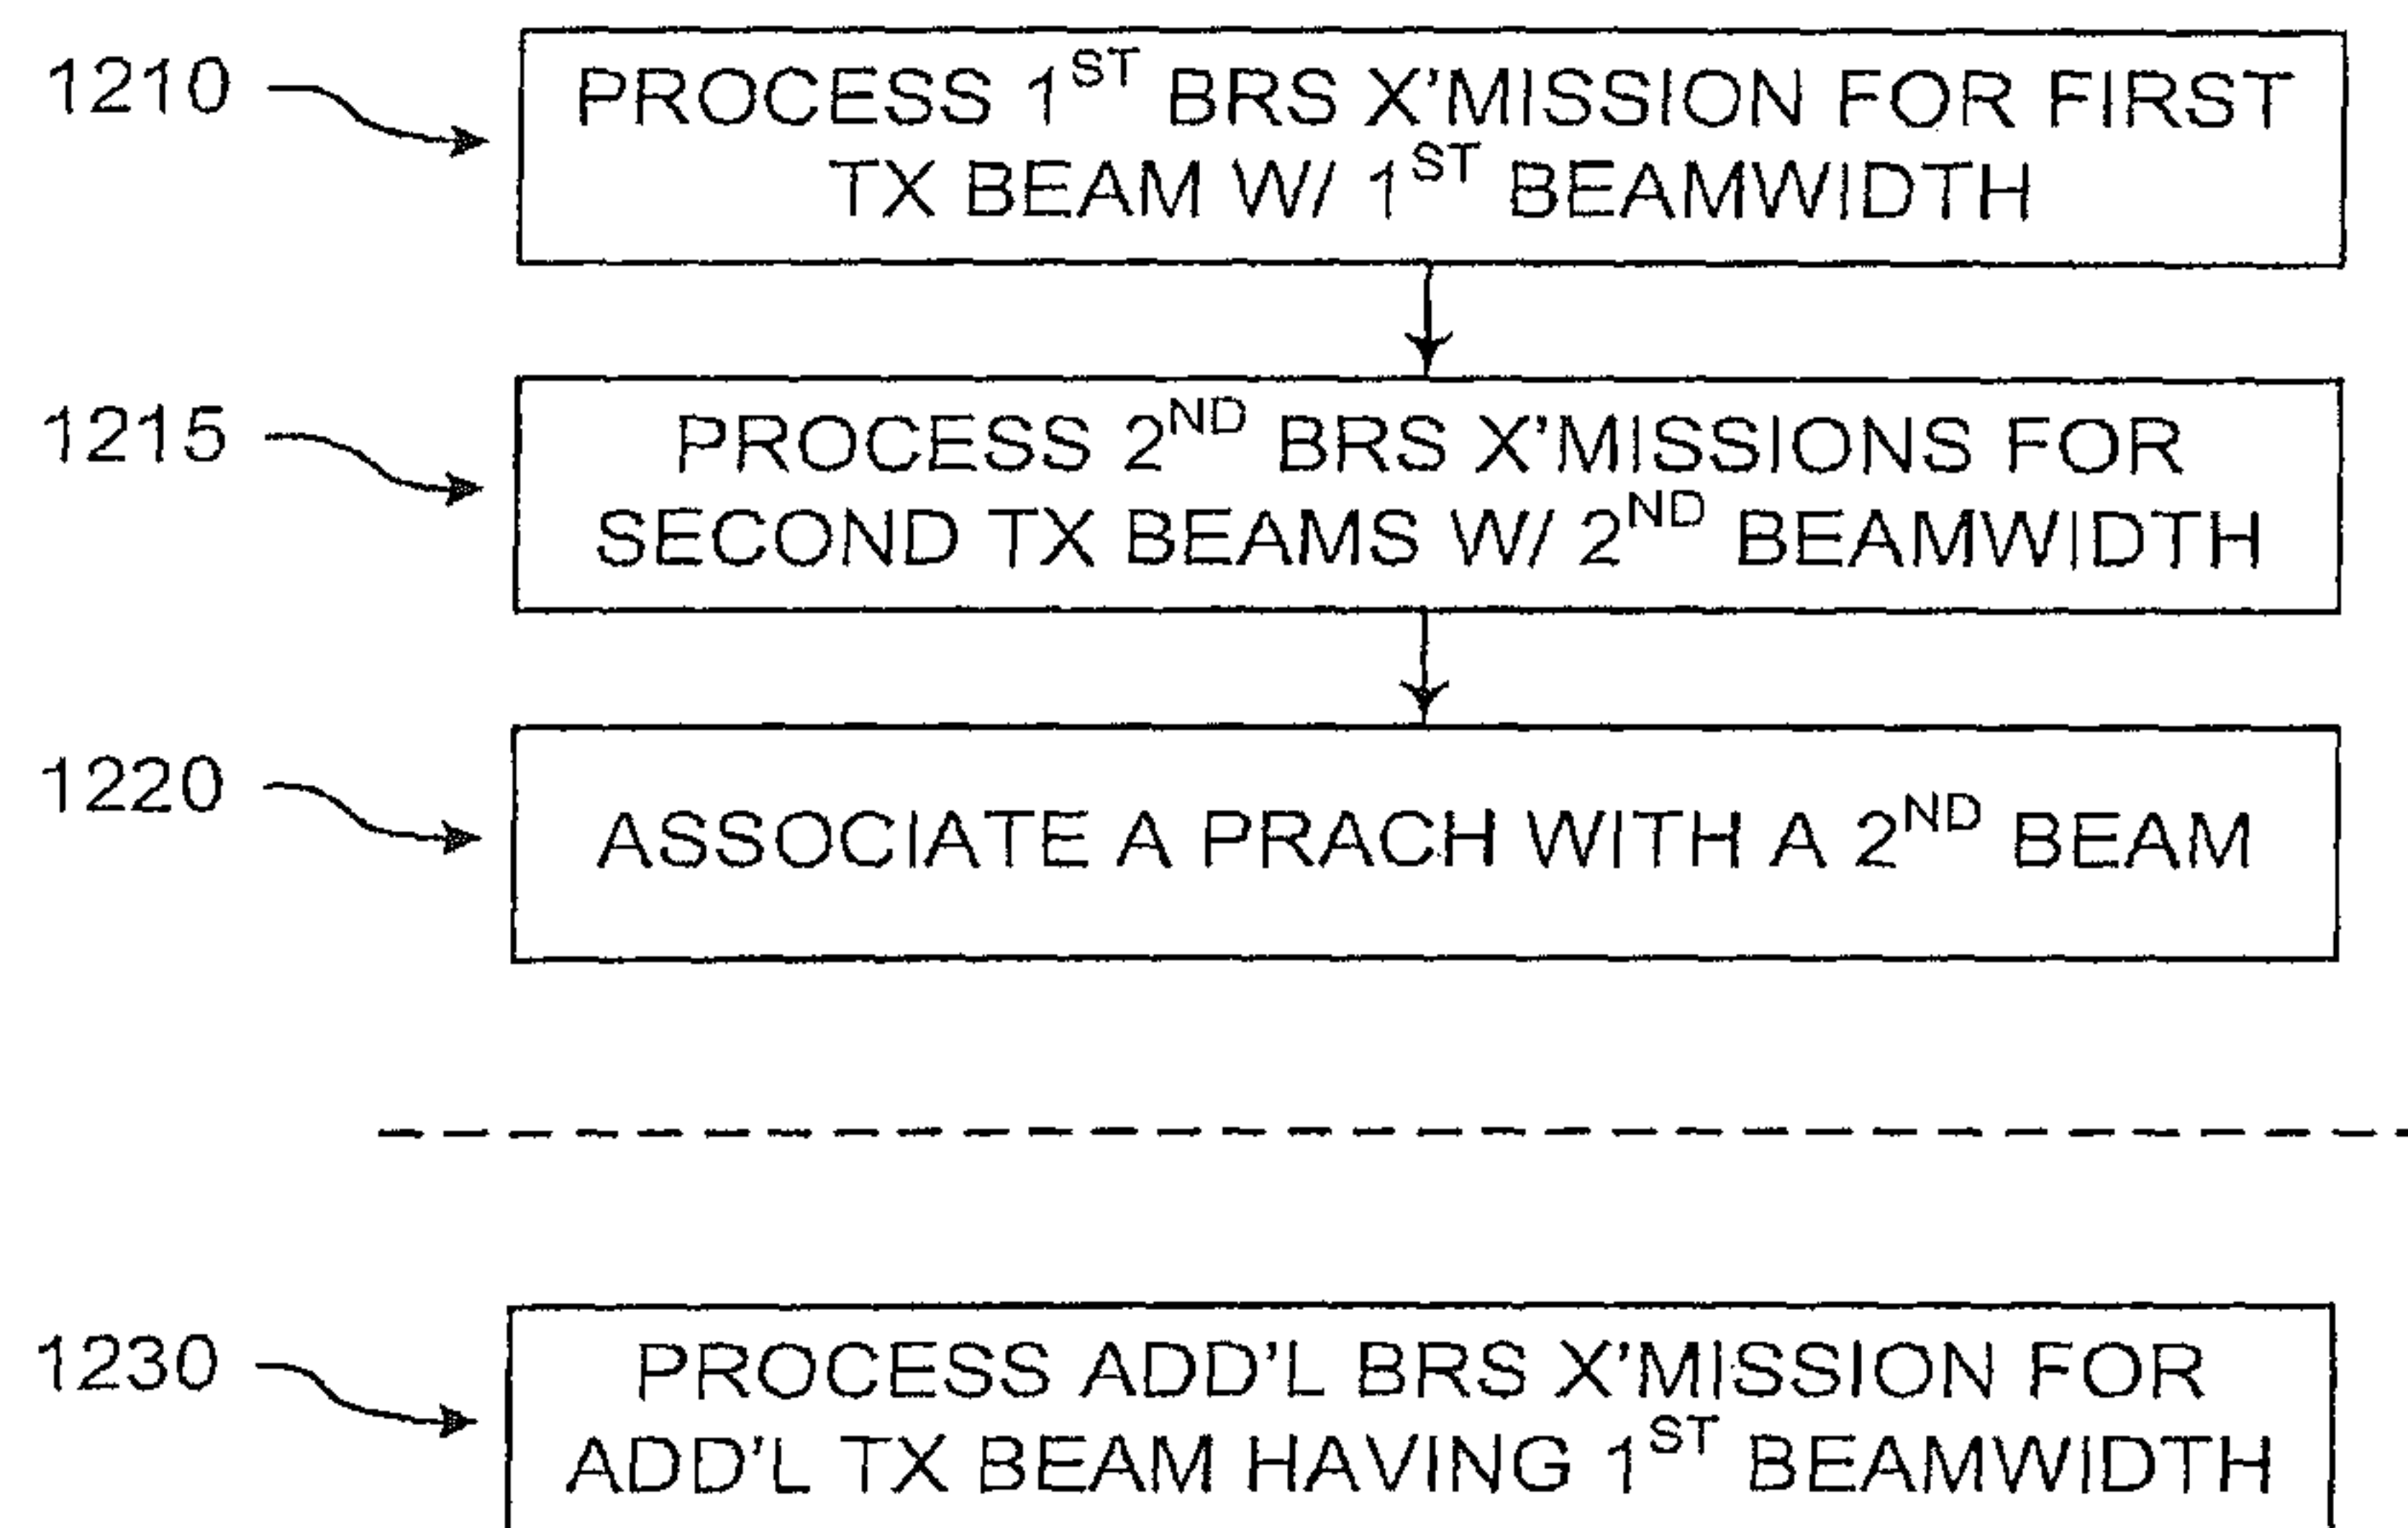 1210
PROCESS 1ST BRS X'MISSION FOR FIRST
TX BEAM W/ 1ST BEAMWIDTH
1215
PROCESS 2ND BRS X'MISSIONS FOR
SECOND TX BEAMS W/ 2ND BEAMWIDTH
1220
ASSOCIATE A PRACH WITH A 2ND BEAM
1230
PROCESS ADD'L BRS X'MISSION FOR
ADD'L TX BEAM HAVING 1ST BEAMWIDTH